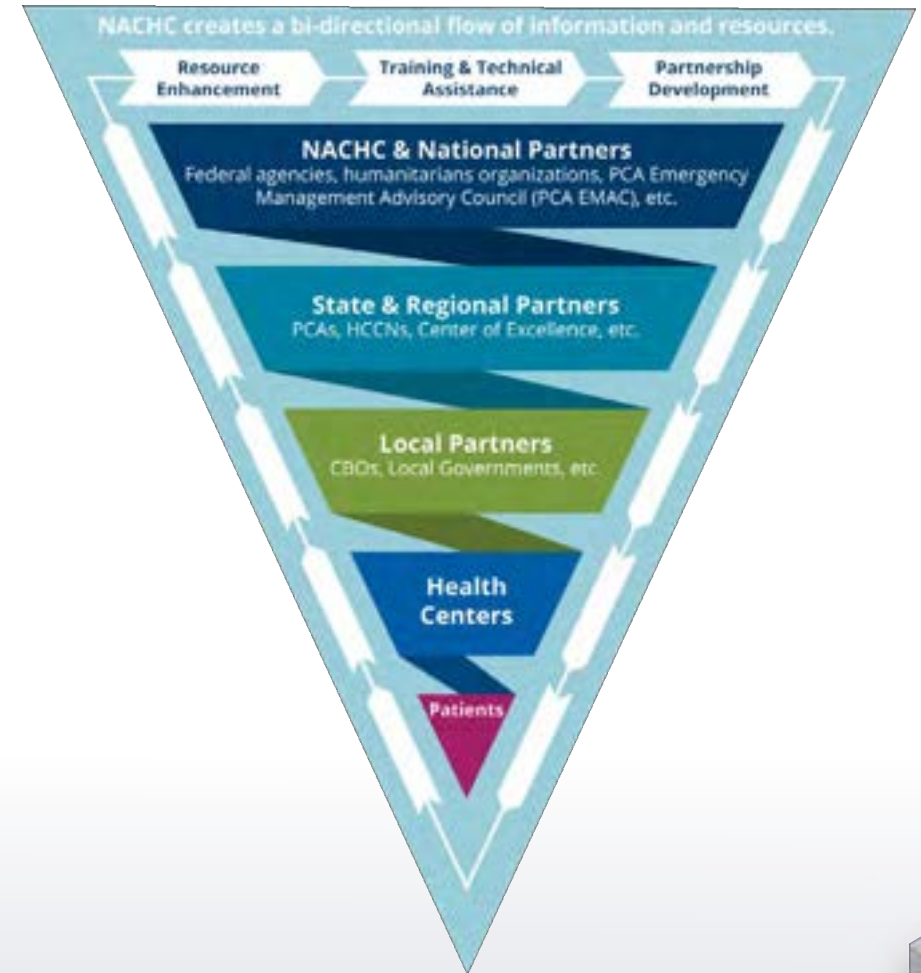 NACHC creates a bi-directional flow of information and resources.
Resource
Enhancement
Training & Technical
Assistance
Partnership
Development
NACHC & National Partners
Federal agencies, humanitarians organizations, PCA Emergency
Management Advisory Council (PCA EMAC), etc.
State & Regional Partners
PCAs, HCCNs, Center of Excellence, etc.
Local Partners
CBOs, Local Governments, etc
Health
Centers
Patients